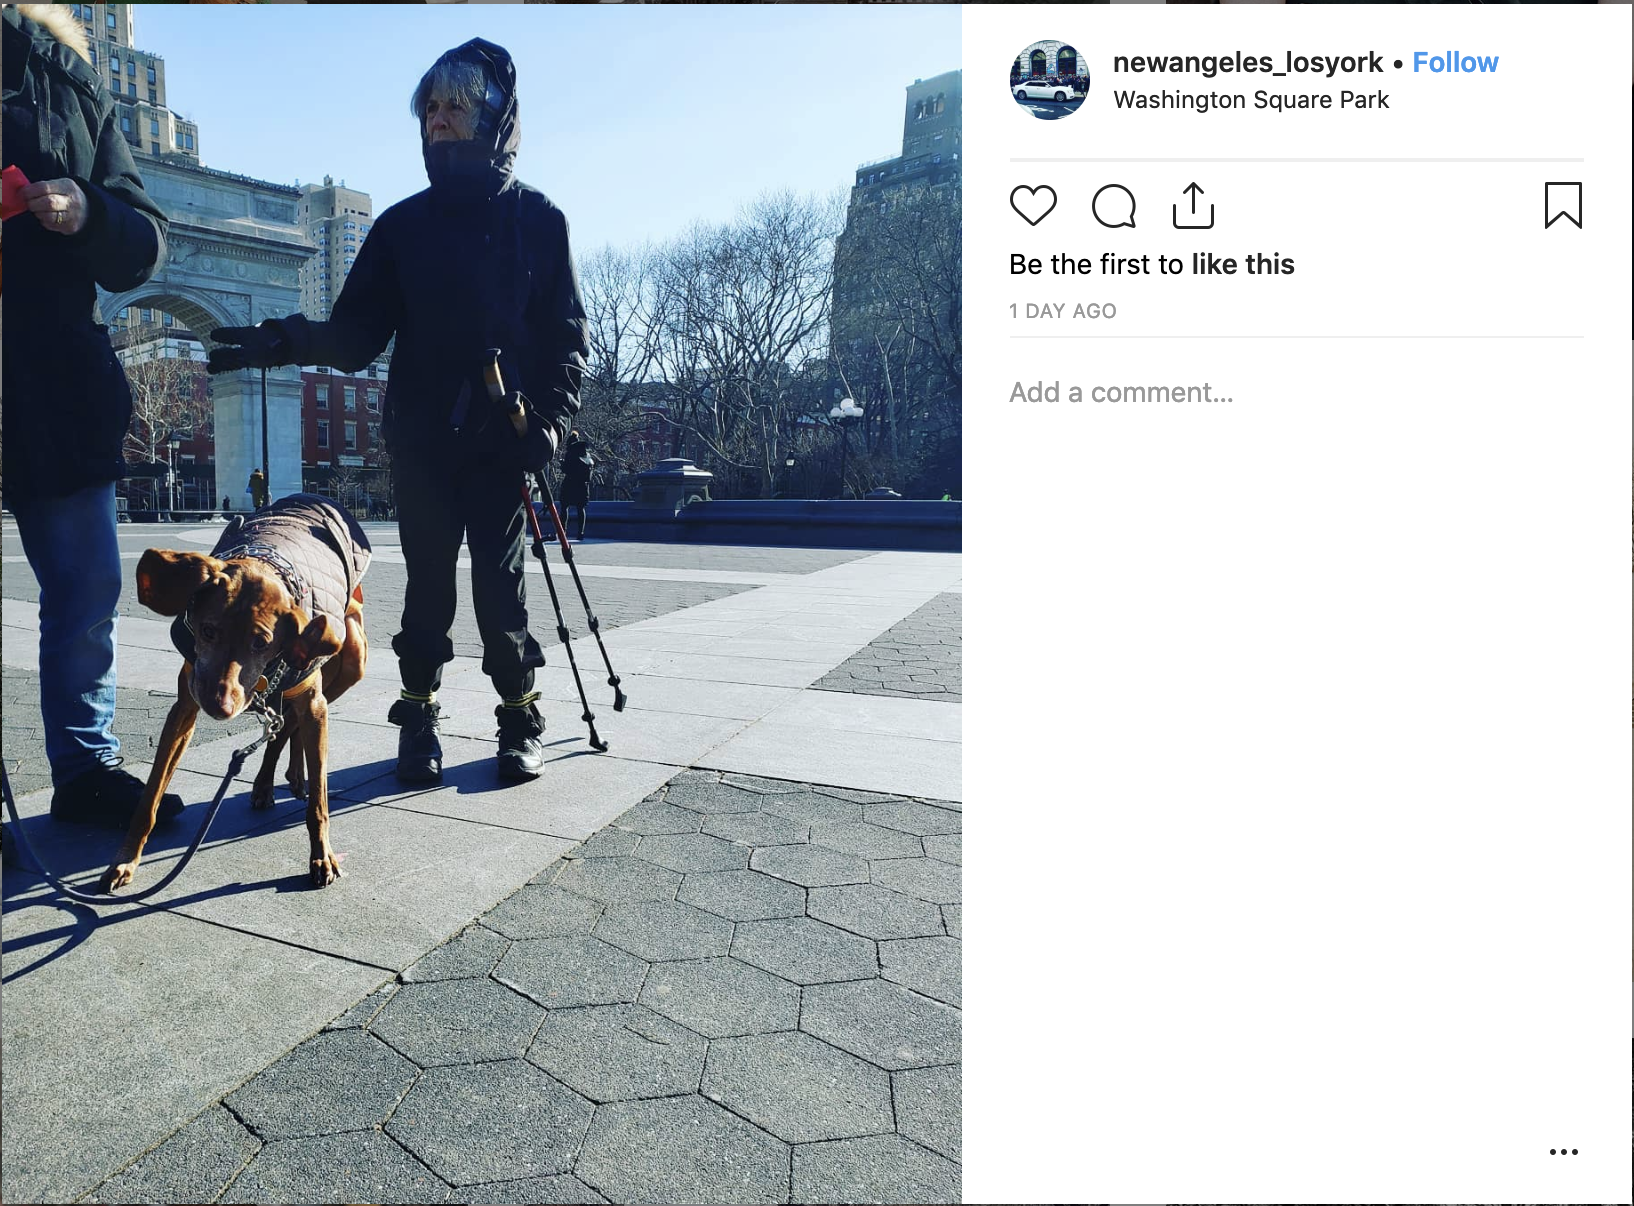 newangeles_losyork • Follow
Washington Square Park
Be the first to like this
1 DAY AGO
Add a comment...